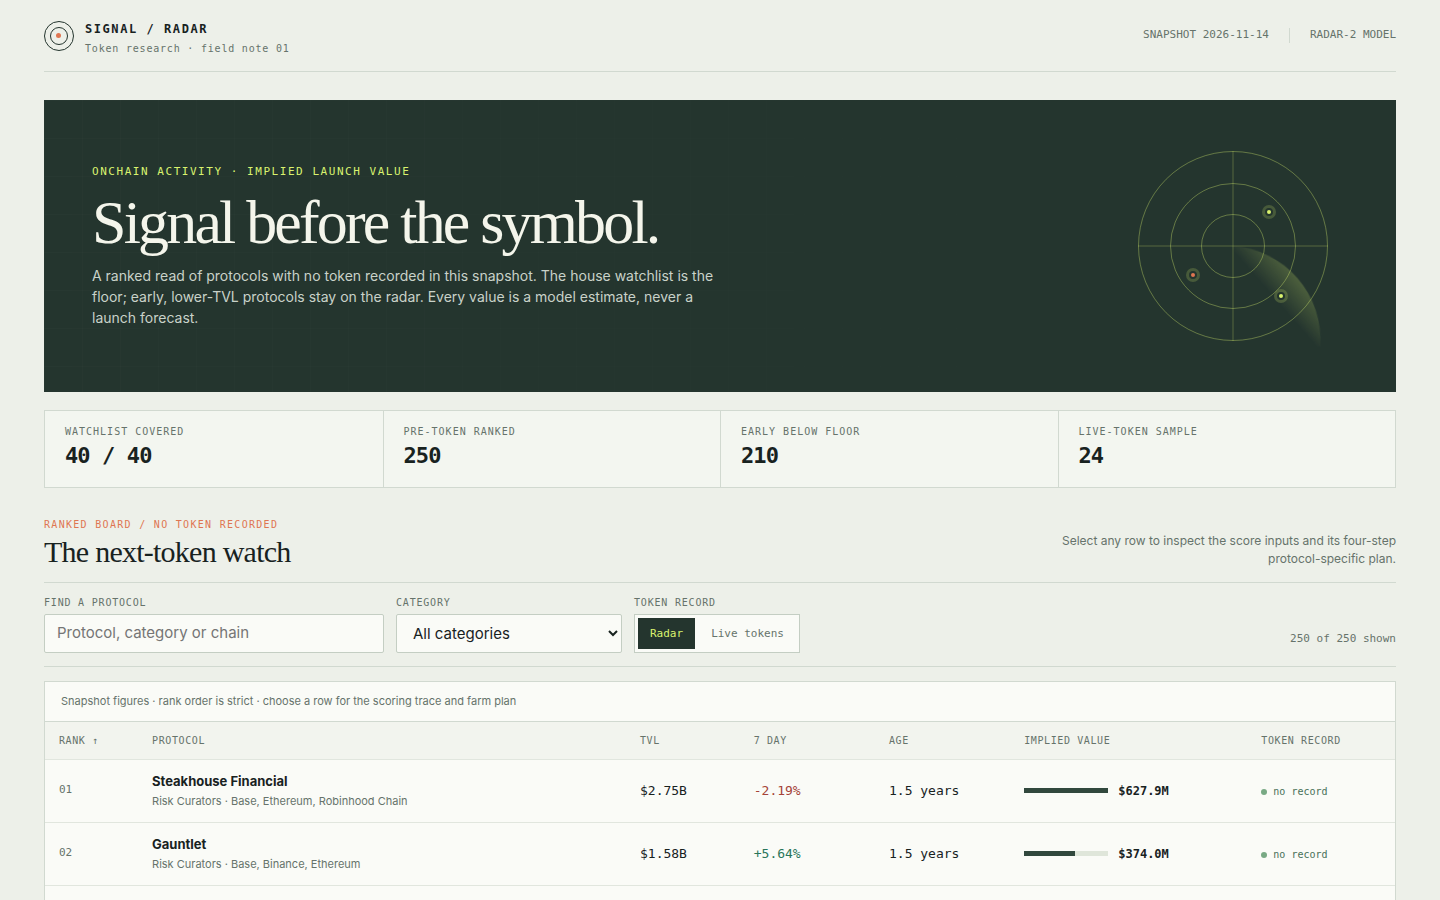 SIGNAL / RADAR
Token research · field note 01
SNAPSHOT 2026-11-14
RADAR-2 MODEL
ONCHAIN ACTIVITY · IMPLIED LAUNCH VALUE
Signal before the symbol.
A ranked read of protocols with no token recorded in this snapshot. The house watchlist is the
floor; early, lower-TVL protocols stay on the radar. Every value is a model estimate, never a
launch forecast.
WATCHLIST COVERED
40 / 40
PRE-TOKEN RANKED
250
EARLY BELOW FLOOR
210
LIVE-TOKEN SAMPLE
24
RANKED BOARD / NO TOKEN RECORDED
The next-token watch
Select any row to inspect the score inputs and its four-step
protocol-specific plan.
FIND A PROTOCOL
Protocol, category or chain
CATEGORY
All categories
TOKEN RECORD
Radar
Live tokens
250 of 250 shown
Snapshot figures · rank order is strict · choose a row for the scoring trace and farm plan
RANK ↑ PROTOCOL TVL 7 DAY AGE IMPLIED VALUE TOKEN RECORD
01 Steakhouse Financial $2.75B -2.19% 1.5 years $627.9M no record
Risk Curators · Base, Ethereum, Robinhood Chain
02 Gauntlet $1.58B +5.64% 1.5 years $374.0M no record
Risk Curators · Base, Binance, Ethereum